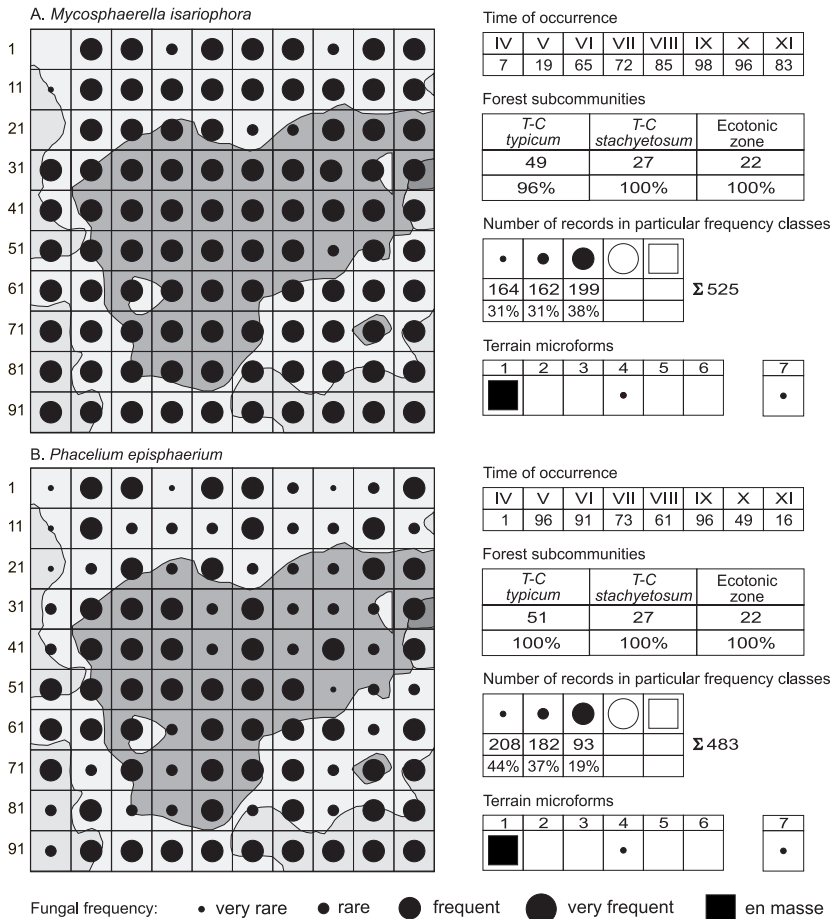 A. Mycosphaerella isariophora
1
11
21
31
41
51
61
71
81
91
Time of occurrence
IV V VI VII VIII IX X XI
7 19 65 72 85 98 96 83
Forest subcommunities
T-C typicum T-C stachyetosum Ecotonic zone
49 27 22
96% 100% 100%
Number of records in particular frequency classes
164 162 199 Σ 525
31% 31% 38%
Terrain microforms
1 2 3 4 5 6 7
B. Phacelium episphaerium
1
11
21
31
41
51
61
71
81
91
Time of occurrence
IV V VI VII VIII IX X XI
1 96 91 73 61 96 49 16
Forest subcommunities
T-C typicum T-C stachyetosum Ecotonic zone
51 27 22
100% 100% 100%
Number of records in particular frequency classes
208 182 93 Σ 483
44% 37% 19%
Terrain microforms
1 2 3 4 5 6 7
Fungal frequency: very rare rare frequent very frequent en masse